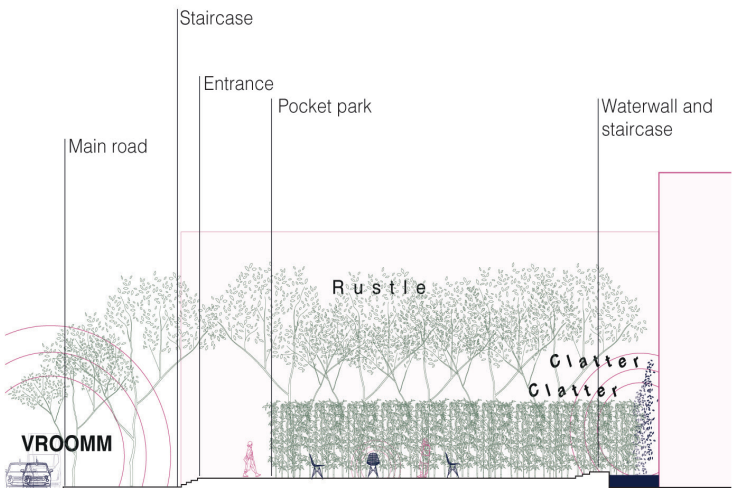 Staircase
Entrance
Pocket park
Waterwall and
staircase
Main road
Rustle
Clatter
Clatter
VROOMM